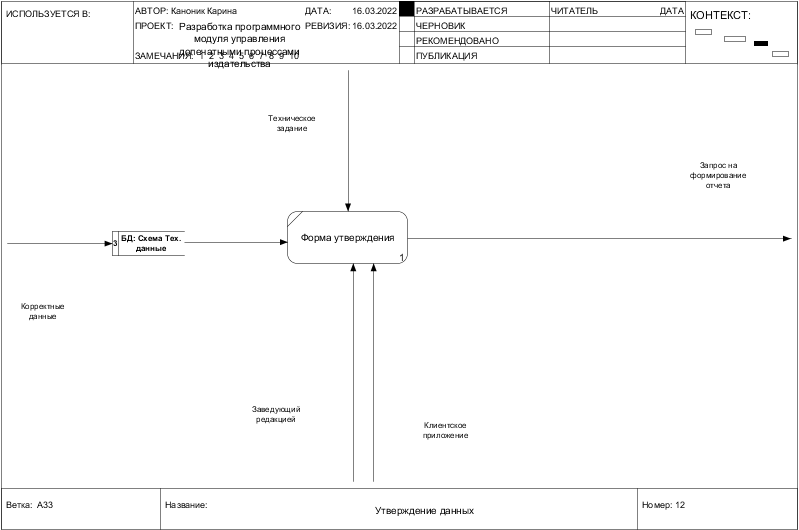 ИСПОЛЬЗУЕТСЯ В:
АВТОР: Каноник Карина
ДАТА: 16.03.2022
РАЗРАБАТЫВАЕТСЯ
ЧИТАТЕЛЬ
ДАТА
КОНТЕКСТ:
ПРОЕКТ: Разработка программного
модуля управления
допечатными процессами
издательства
РЕВИЗИЯ: 16.03.2022
ЧЕРНОВИК
РЕКОМЕНДОВАНО
ЗАМЕЧАНИЯ: 1 2 3 4 5 6 7 8 9 10
ПУБЛИКАЦИЯ
Техническое
задание
Запрос на
формирование
отчета
3
БД: Схема Тех.
данные
Форма утверждения
1
Корректные
данные
Заведующий
редакцией
Клиентское
приложение
Ветка: A33
Название:
Утверждение данных
Номер: 12